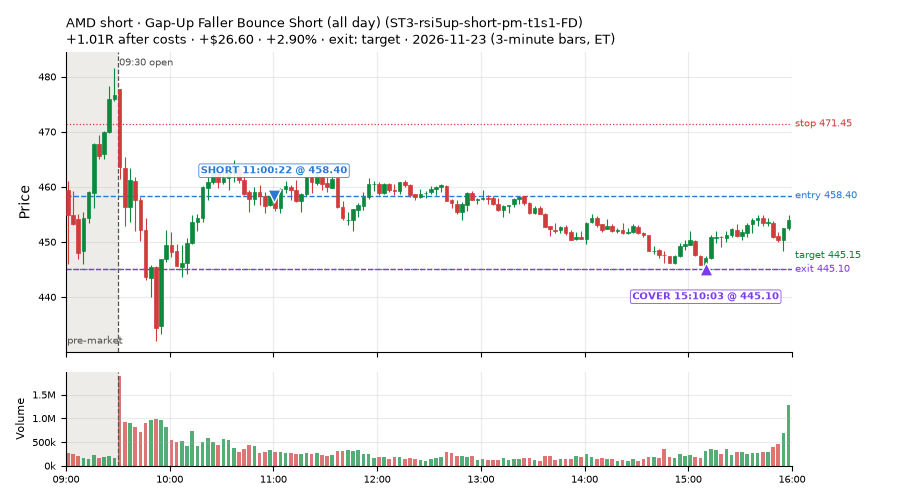 AMD short · Gap-Up Faller Bounce Short (all day) (ST3-rsi5up-short-pm-t1s1-FD)
+1.01R after costs · +$26.60 · +2.90% · exit: target · 2026-11-23 (3-minute bars, ET)
09:30 open
480
470
460
450
440
Price
stop 471.45
SHORT 11:00:22 @ 458.40
entry 458.40
target 445.15
exit 445.10
COVER 15:10:03 @ 445.10
pre-market
Volume
1.5M
1.0M
500k
0k
09:00
10:00
11:00
12:00
13:00
14:00
15:00
16:00